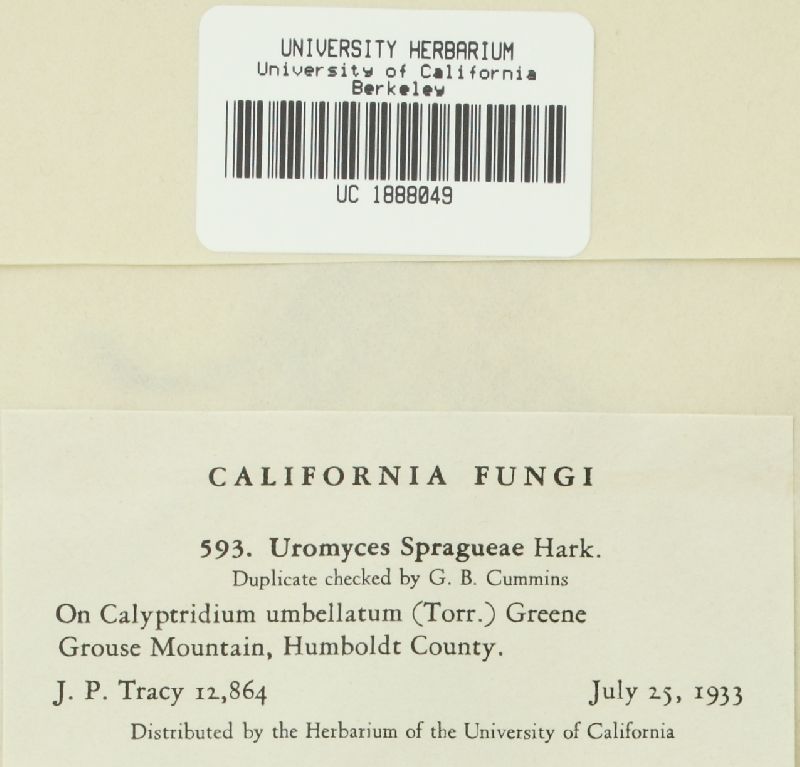 UNIVERSITY HERBARIUM
University of California
Berkeley
UC 1888049
CALIFORNIA FUNGI
593. Uromyces Spragueae Hark.
Duplicate checked by G. B. Cummins
On Calyptridium umbellatum (Torr.) Greene
Grouse Mountain, Humboldt County.
J. P. Tracy 12,864 July 25, 1933
Distributed by the Herbarium of the University of California